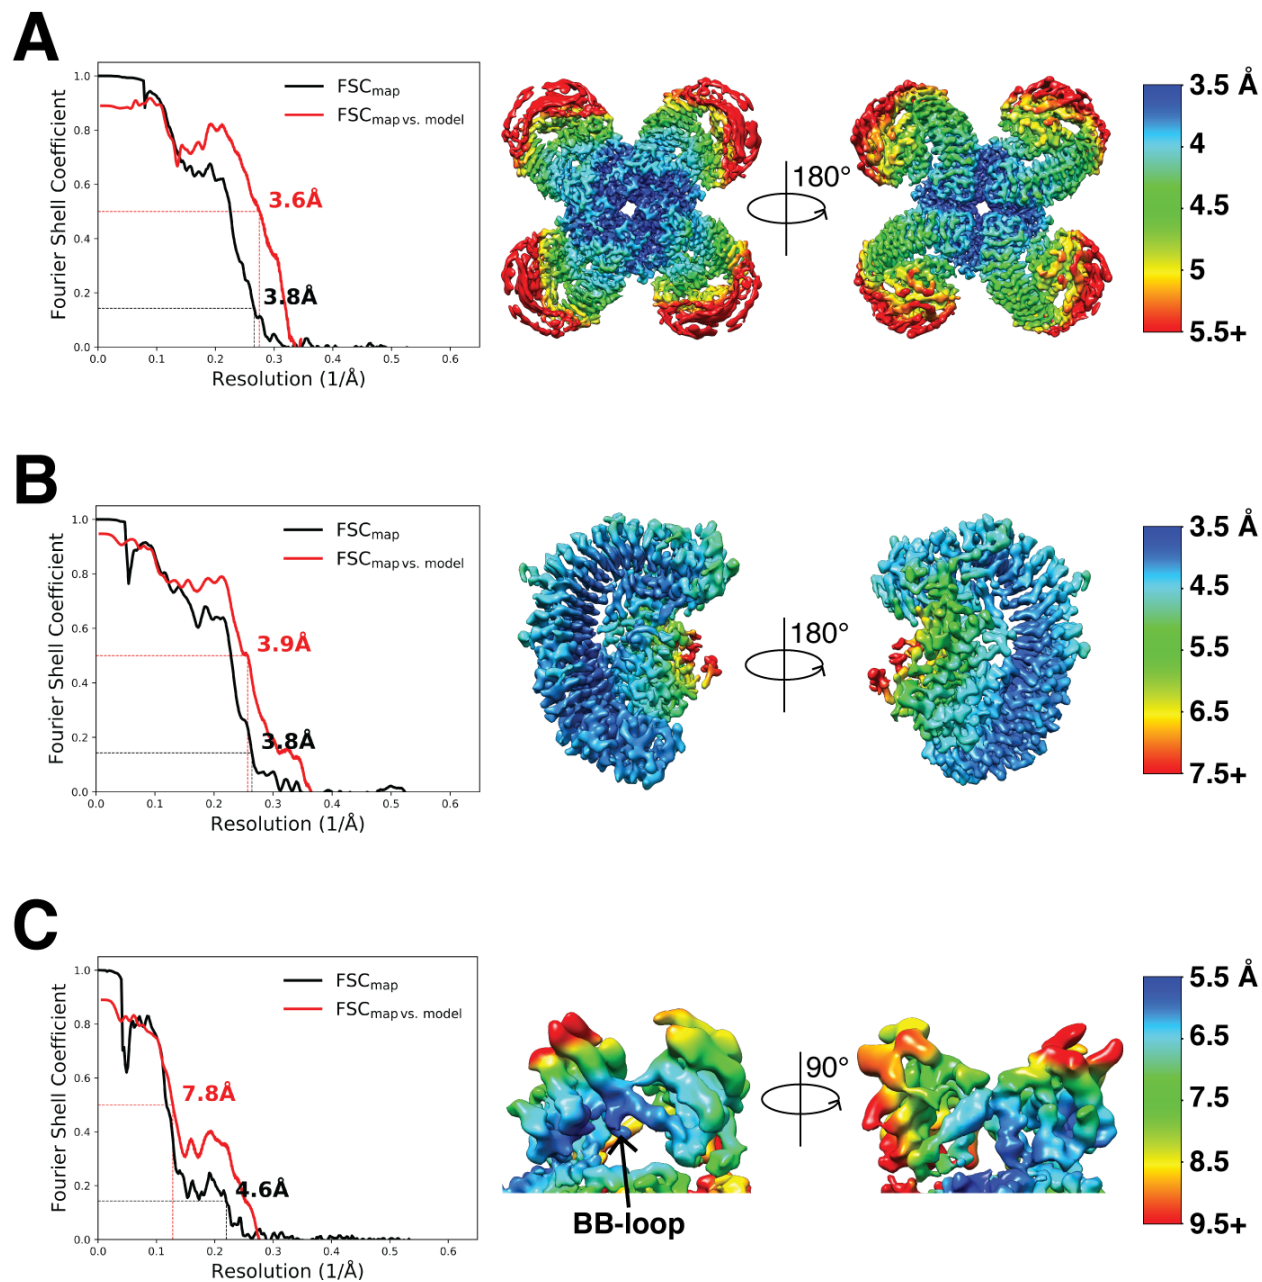 A
1.0
0.8
0.6
0.4
0.2
0.0
Fourier Shell Coefficient
FSCmap
FSCmap vs. model
3.6Å
3.8Å
0.0 0.1 0.2 0.3 0.4 0.5 0.6
Resolution (1/Å)
180°
3.5 Å
4
4.5
5
5.5+
B
1.0
0.8
0.6
0.4
0.2
0.0
Fourier Shell Coefficient
FSCmap
FSCmap vs. model
3.9Å
3.8Å
0.0 0.1 0.2 0.3 0.4 0.5 0.6
Resolution (1/Å)
180°
3.5 Å
4.5
5.5
6.5
7.5+
C
1.0
0.8
0.6
0.4
0.2
0.0
Fourier Shell Coefficient
FSCmap
FSCmap vs. model
7.8Å
4.6Å
0.0 0.1 0.2 0.3 0.4 0.5 0.6
Resolution (1/Å)
BB-loop
90°
5.5 Å
6.5
7.5
8.5
9.5+